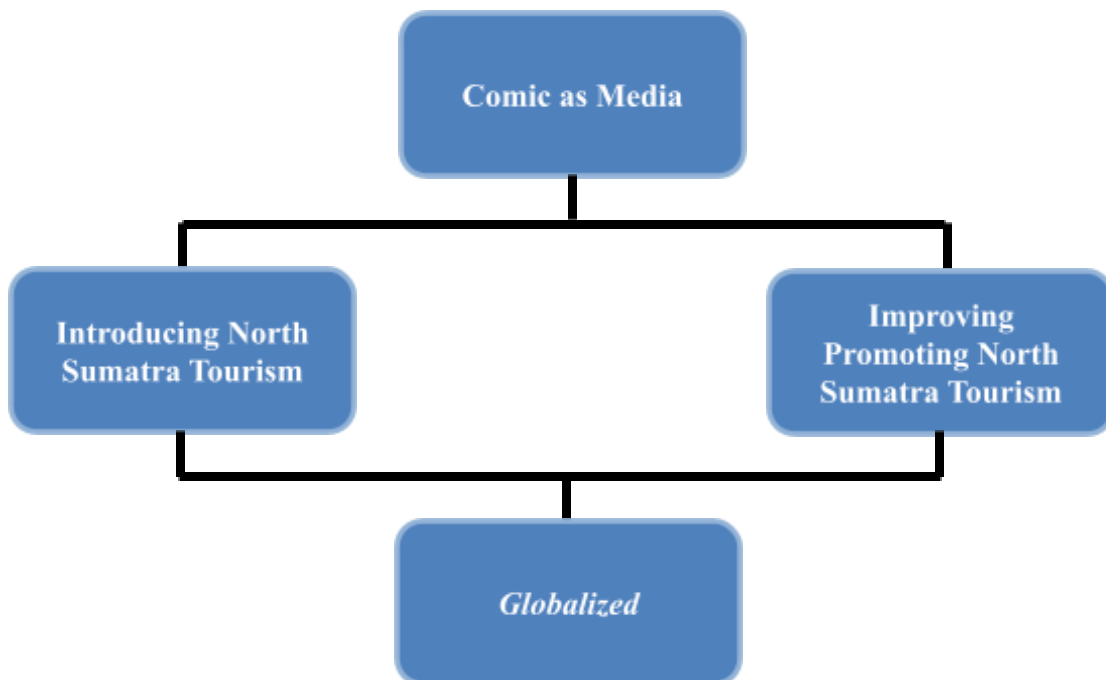 Comic as Media
Introducing North
Sumatra Tourism
Improving
Promoting North
Sumatra Tourism
Globalized